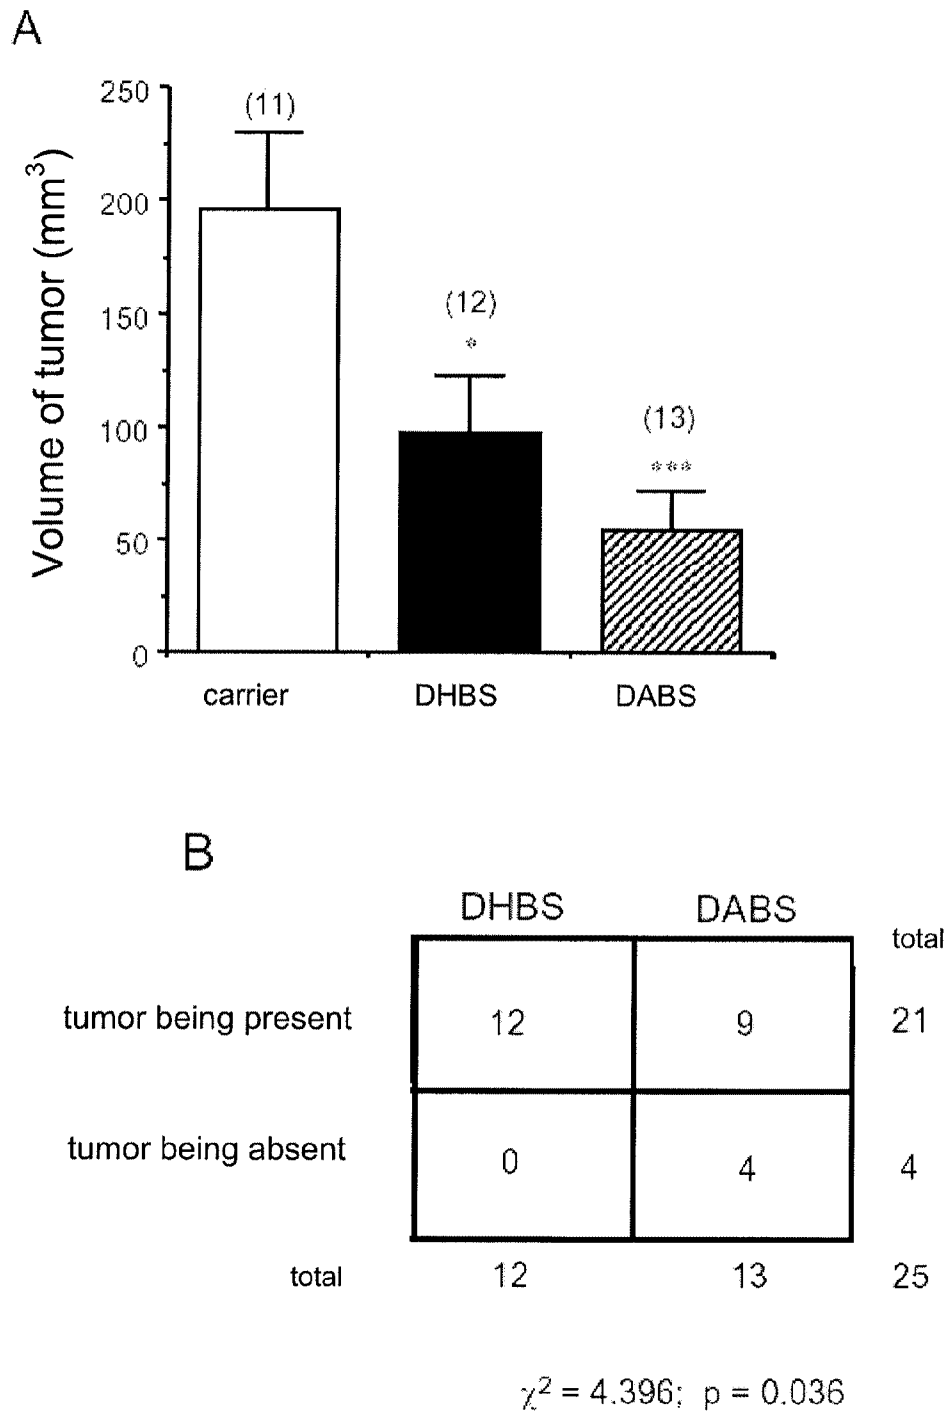 A
Volume of tumor (mm³)
250
200
150
100
50
0
(11)
(12)
*
(13)
***
carrier DHBS DABS
B
DHBS DABS total
tumor being present 12 9 21
tumor being absent 0 4 4
total 12 13 25
χ² = 4.396; p = 0.036